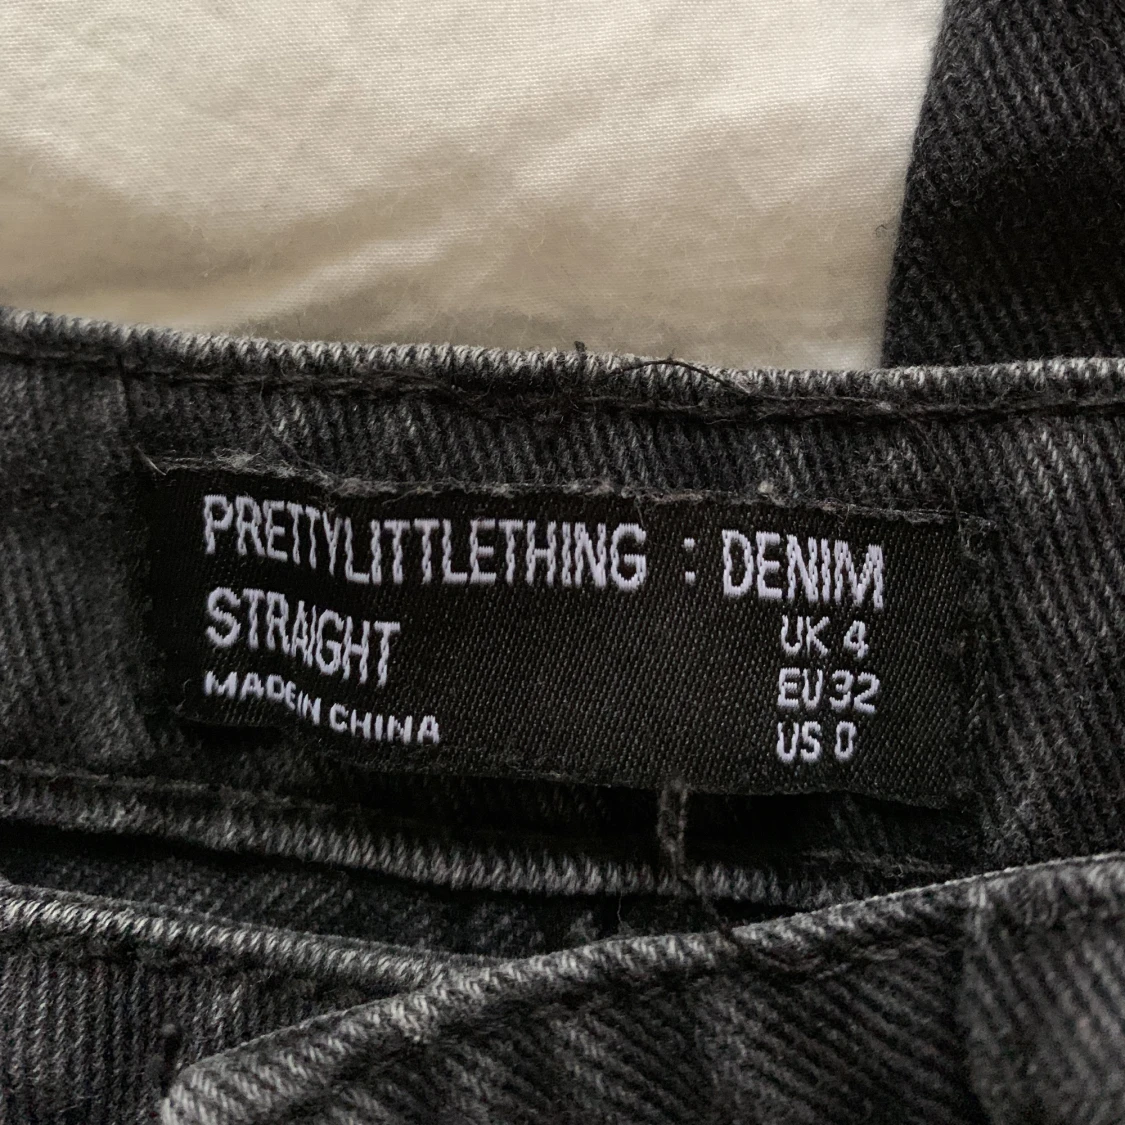 PRETTYLITTLETHING : DENIM
STRAIGHT
MADE IN CHINA
UK 4
EU 32
US 0